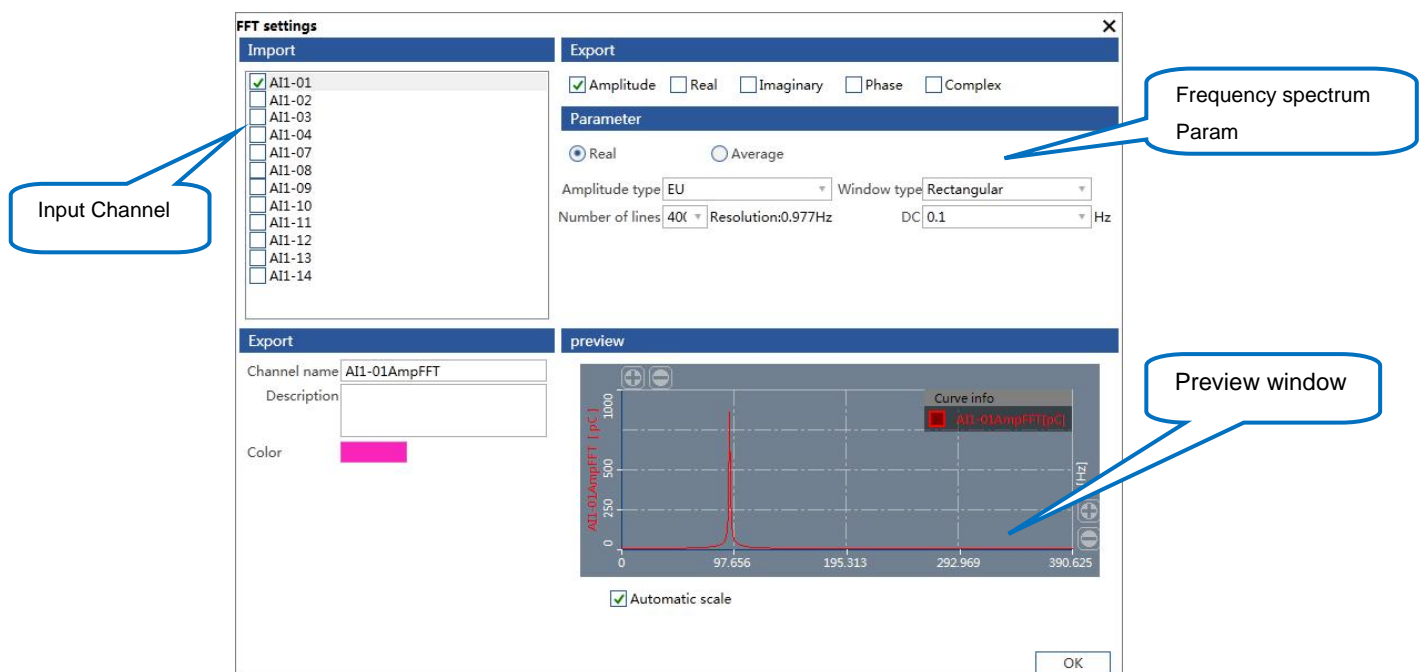 FFT settings
Import
AI1-01
AI1-02
AI1-03
AI1-04
AI1-07
AI1-08
AI1-09
AI1-10
AI1-11
AI1-12
AI1-13
AI1-14
Input Channel
Export
Amplitude Real Imaginary Phase Complex
Parameter
Real Average
Amplitude type EU Window type Rectangular
Number of lines 40( Resolution:0.977Hz DC 0.1 Hz
Frequency spectrum
Param
Export
Channel name AI1-01AmpFFT
Description
Color
preview
Curve info
AI1-01AmpFFT[pC]
AI1-01AmpFFT [pC]
1000
500
250
0
[Hz]
0 97.656 195.313 292.969 390.625
Automatic scale
Preview window
OK